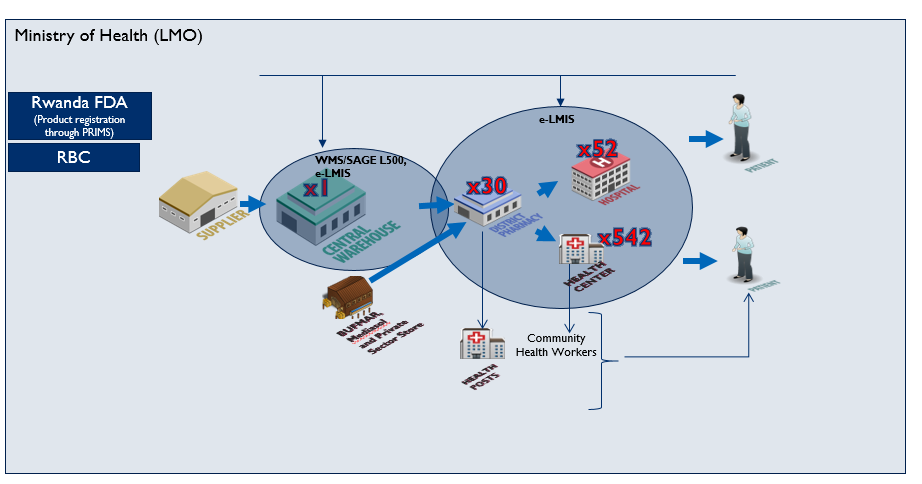 Ministry of Health (LMO)
Rwanda FDA
(Product registration
through PRIMS)
RBC
e-LMIS
WMS/SAGE L500,
e-LMIS
x1
x30
x52
x542
SUPPLIER
CENTRAL
WAREHOUSE
DISTRICT
PHARMACY
H
HOSPITAL
HEALTH
CENTER
PATIENT
PATIENT
BUFMAR,
Mediasol
and Private
Sector Store
HEALTH
POSTS
Community
Health Workers